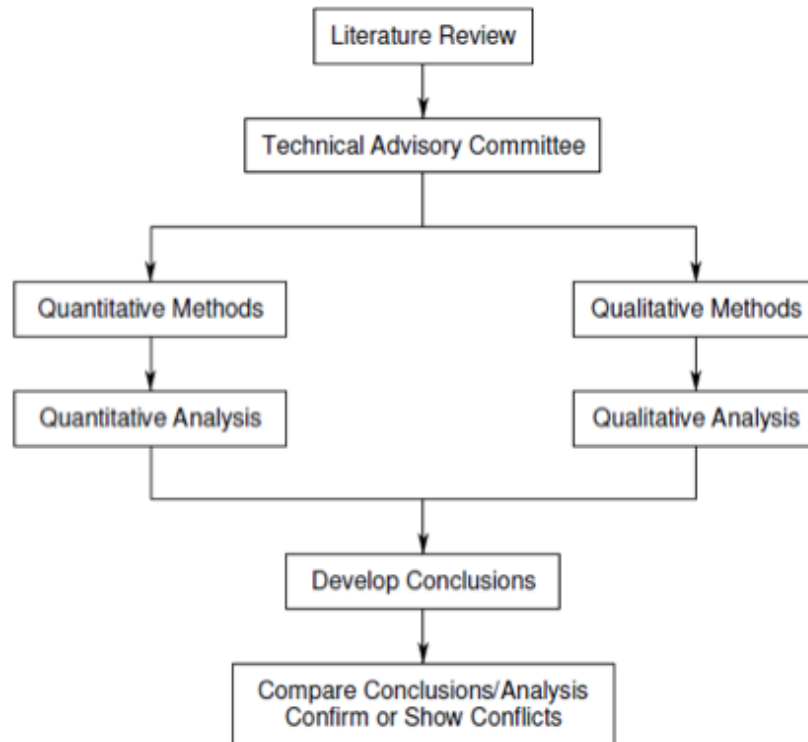 Literature Review
Technical Advisory Committee
Quantitative Methods
Qualitative Methods
Quantitative Analysis
Qualitative Analysis
Develop Conclusions
Compare Conclusions/Analysis
Confirm or Show Conflicts